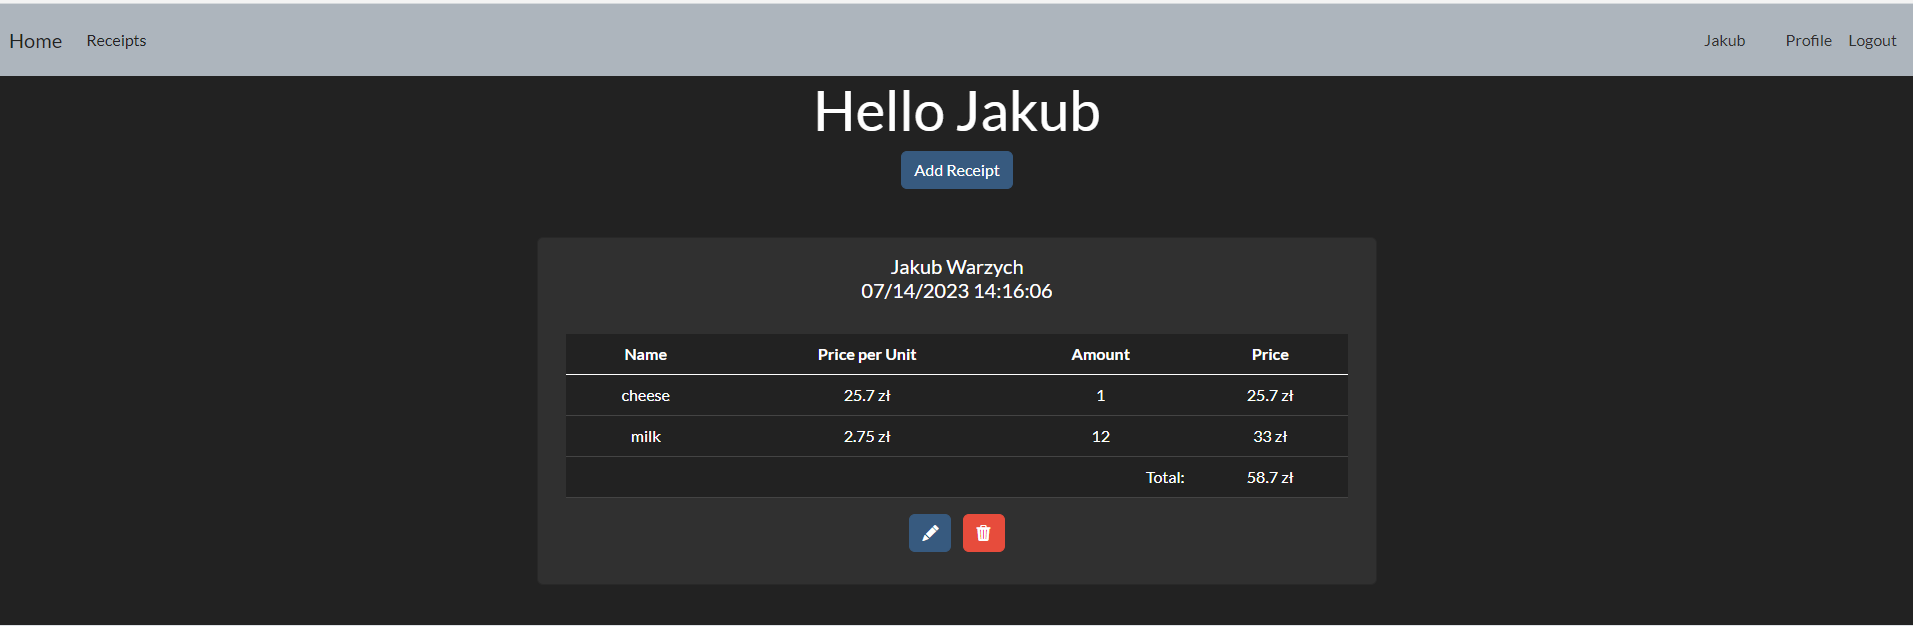 Home Receipts Jakub Profile Logout
Hello Jakub
Add Receipt
Jakub Warzych
07/14/2023 14:16:06
Name Price per Unit Amount Price
cheese 25.7 zł 1 25.7 zł
milk 2.75 zł 12 33 zł
Total: 58.7 zł